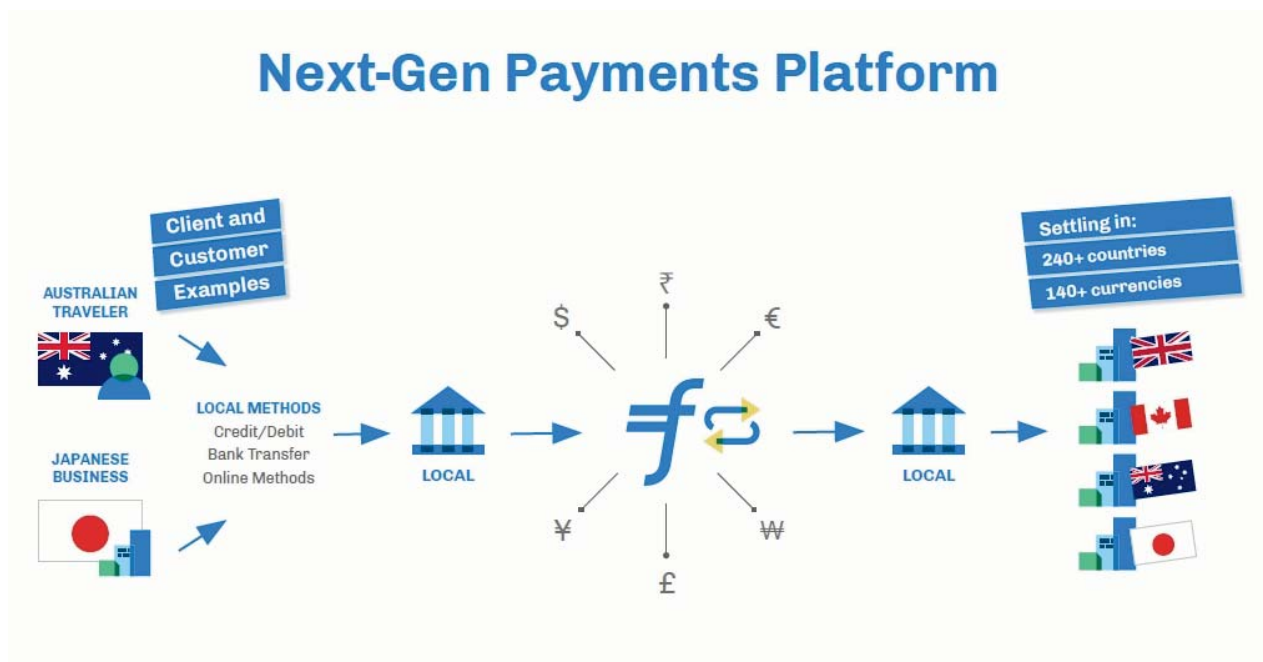 Next-Gen Payments Platform
Client and
Customer
Examples
AUSTRALIAN
TRAVELER
LOCAL METHODS
Credit/Debit
Bank Transfer
Online Methods
JAPANESE
BUSINESS
LOCAL
$
₹
€
¥
£
₩
LOCAL
Settling in:
240+ countries
140+ currencies